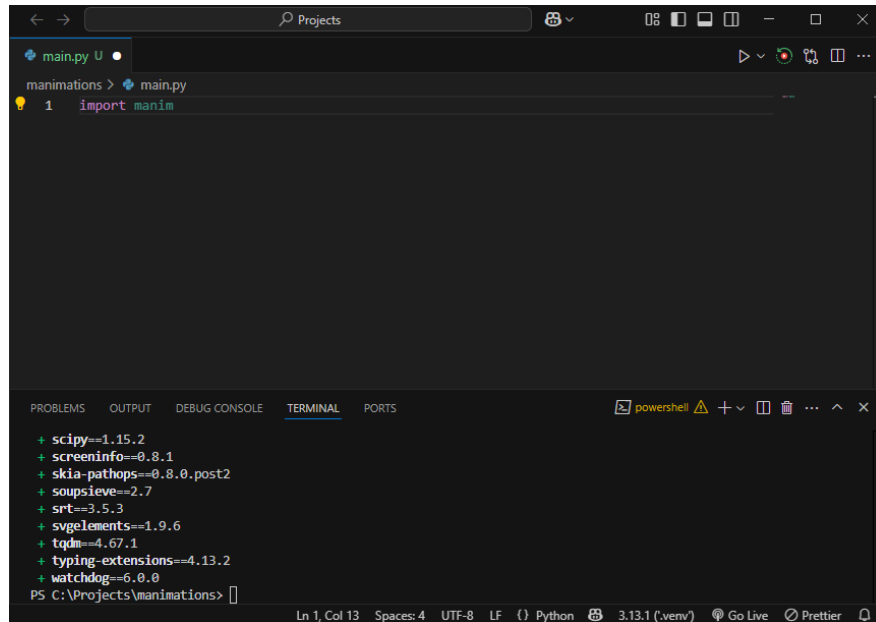 Projects
main.py U
manimations > main.py
1 import manim
PROBLEMS OUTPUT DEBUG CONSOLE TERMINAL PORTS powershell
+ scipy==1.15.2
+ screeninfo==0.8.1
+ skia-pathops==0.8.0.post2
+ soupsieve==2.7
+ srt==3.5.3
+ svgelements==1.9.6
+ tqdm==4.67.1
+ typing-extensions==4.13.2
+ watchdog==6.0.0
PS C:\Projects\manimations>
Ln 1, Col 13 Spaces: 4 UTF-8 LF {} Python 3.13.1 ('.venv') Go Live Prettier